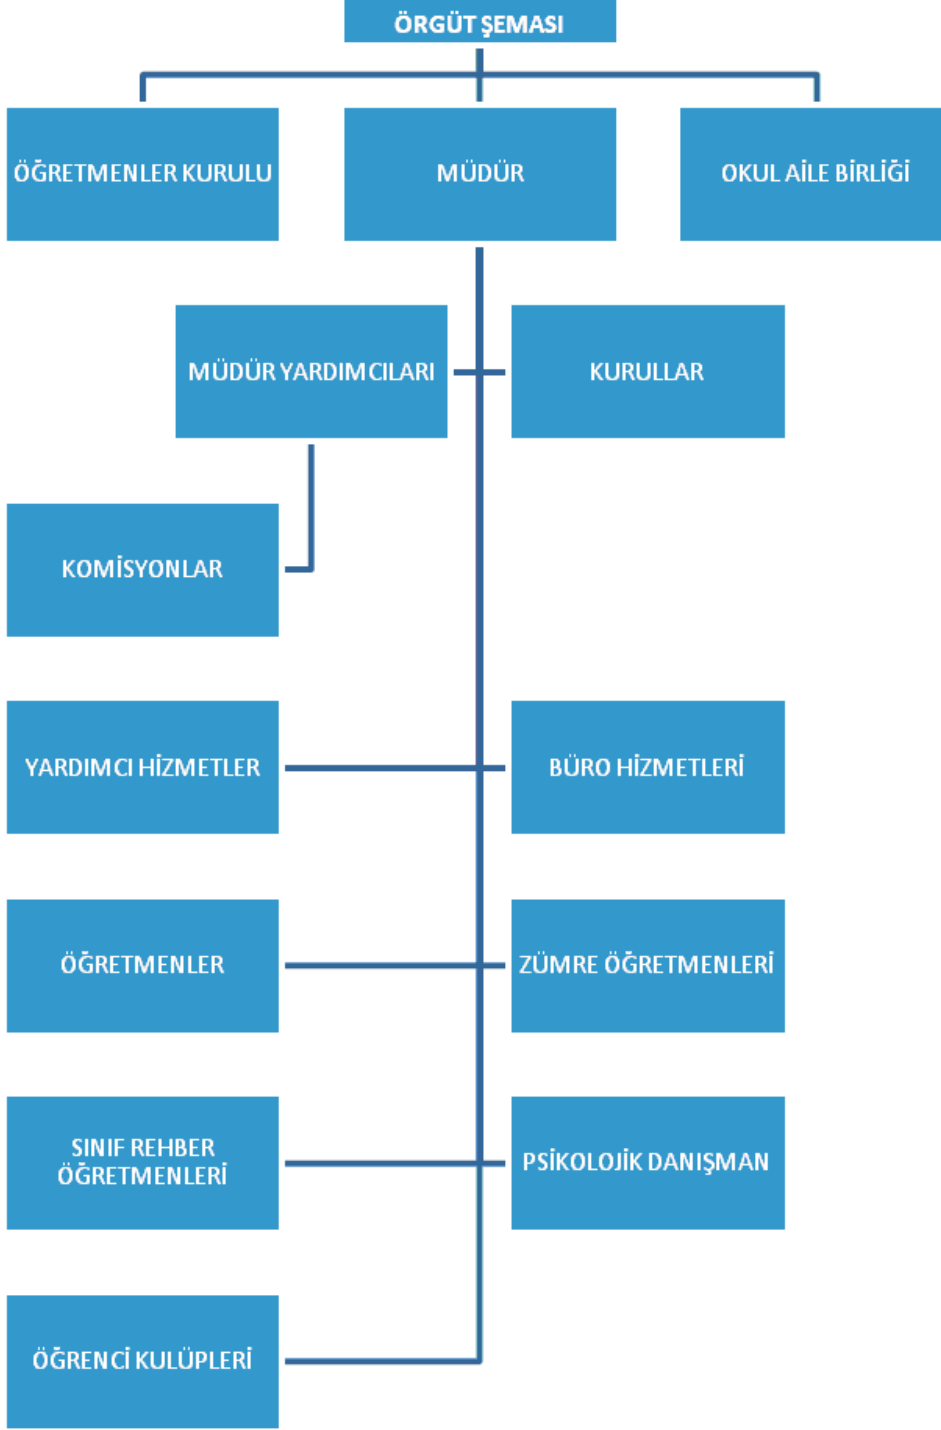 ÖRGÜT ŞEMASI
ÖĞRETMENLER KURULU
MÜDÜR
OKUL AİLE BİRLİĞİ
MÜDÜR YARDIMCILARI
KURULLAR
KOMİSYONLAR
YARDIMCI HİZMETLER
BÜRO HİZMETLERİ
ÖĞRETMENLER
ZÜMRE ÖĞRETMENLERİ
SINIF REHBER
ÖĞRETMENLERİ
PSİKOLOJİK DANIŞMAN
ÖĞRENCİ KULÜPLERİ